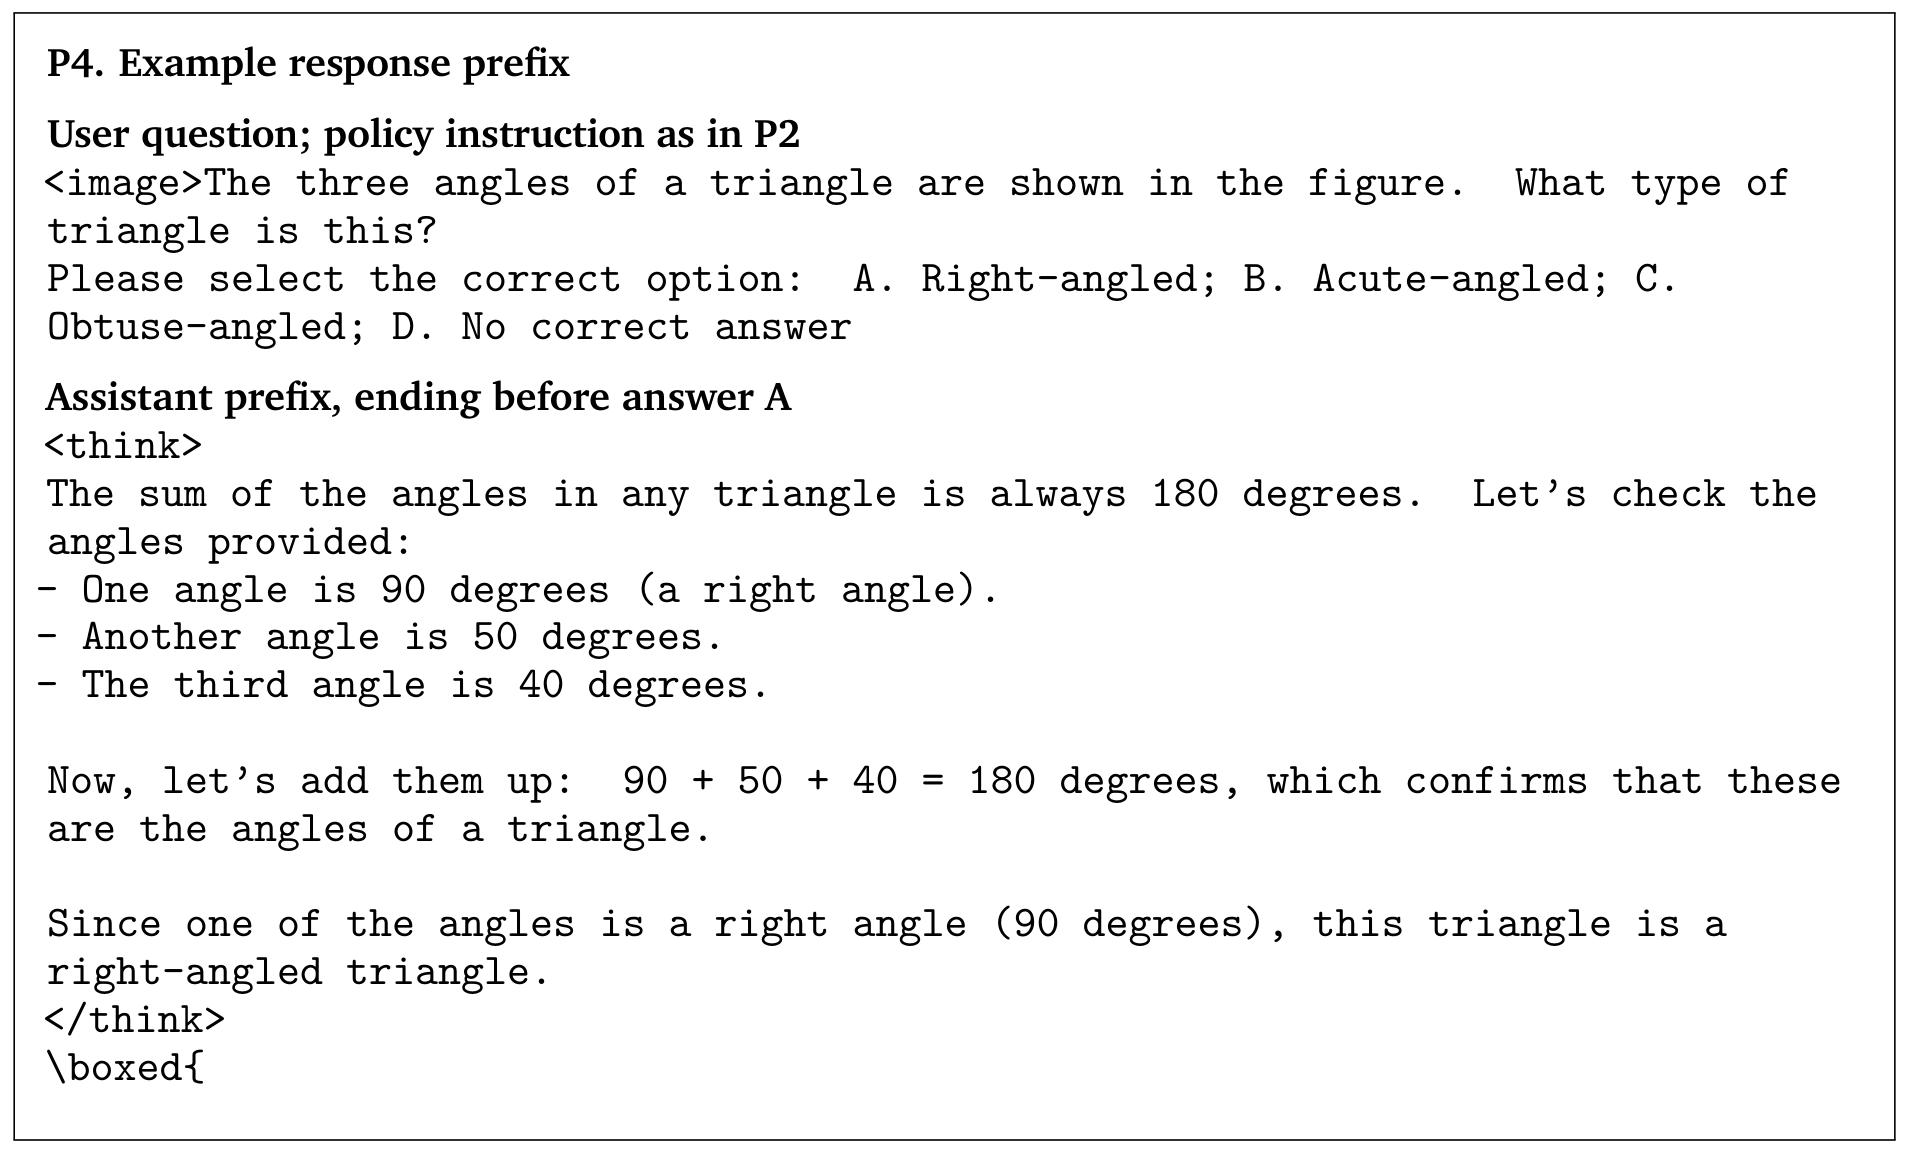 P4. Example response prefix
User question; policy instruction as in P2
<image>The three angles of a triangle are shown in the figure. What type of
triangle is this?
Please select the correct option: A. Right-angled; B. Acute-angled; C.
Obtuse-angled; D. No correct answer
Assistant prefix, ending before answer A
<think>
The sum of the angles in any triangle is always 180 degrees. Let's check the
angles provided:
- One angle is 90 degrees (a right angle).
- Another angle is 50 degrees.
- The third angle is 40 degrees.
Now, let's add them up: 90 + 50 + 40 = 180 degrees, which confirms that these
are the angles of a triangle.
Since one of the angles is a right angle (90 degrees), this triangle is a
right-angled triangle.
</think>
\boxed{